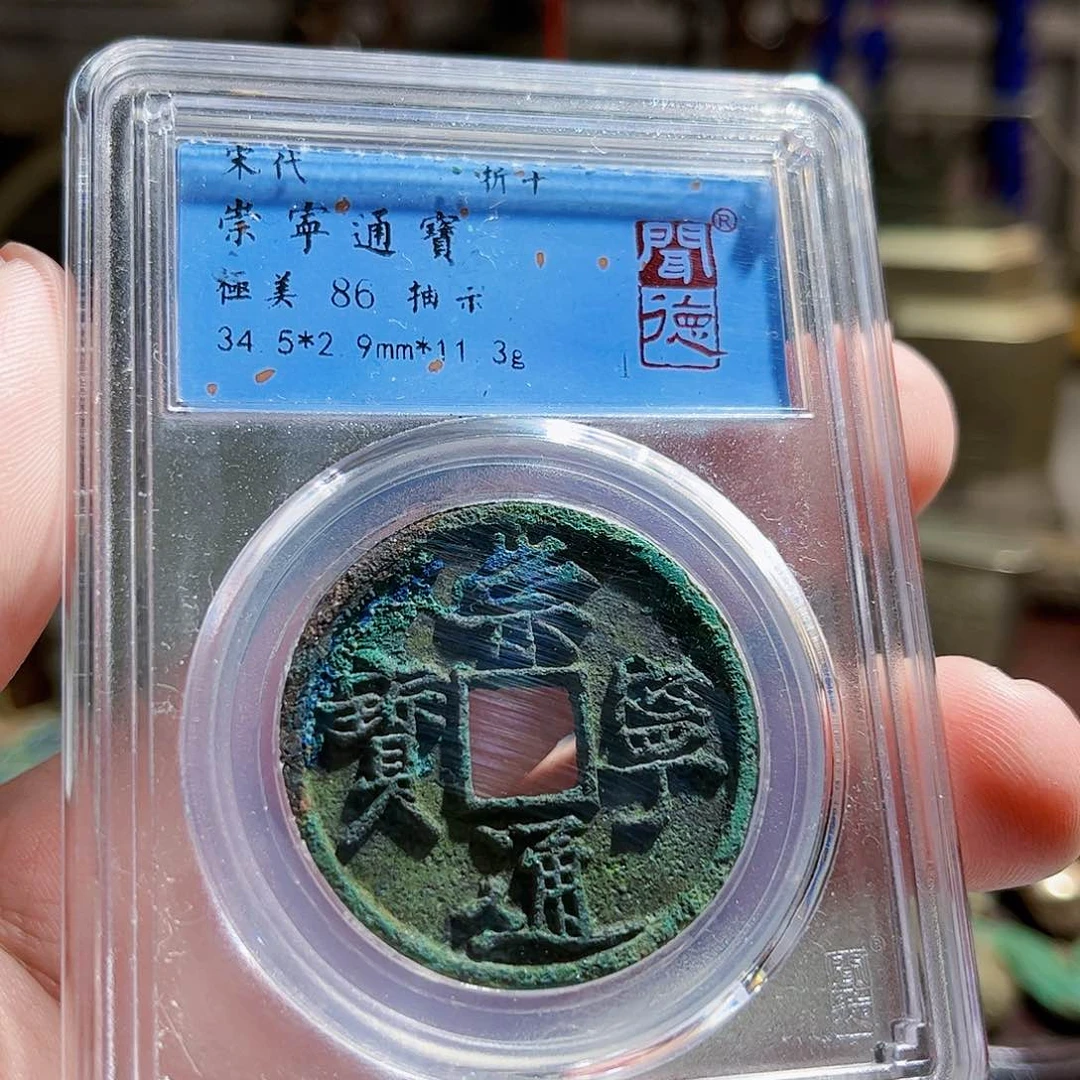 宋代 折十
崇寧通寶
極美 86 抽示
34.5*2.9mm*11.3g
聞德®
崇寧通寶